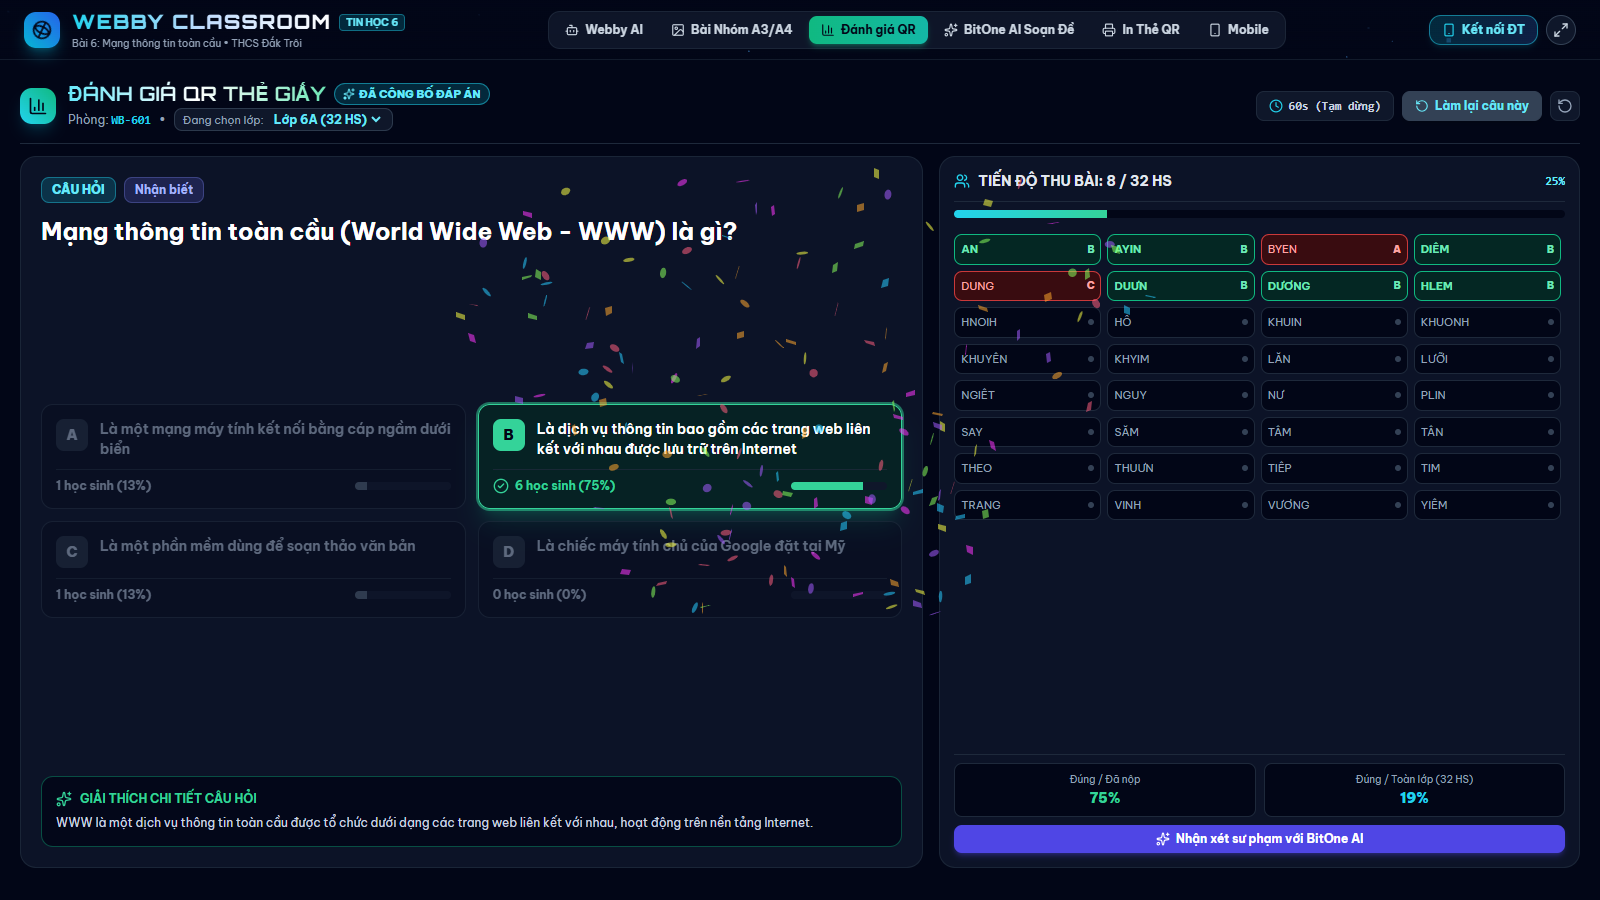 WEBBY CLASSROOM TIN HỌC 6
Bài 6: Mạng thông tin toàn cầu • THCS Đắk Trôi
Webby AI
Bài Nhóm A3/A4
Đánh giá QR
BitOne AI Soạn Đề
In Thẻ QR
Mobile
Kết nối ĐT
ĐÁNH GIÁ QR THẺ GIẤY ĐÃ CÔNG BỐ ĐÁP ÁN
Phòng: WB-601 • Đang chọn lớp: Lớp 6A (32 HS)
60s (Tạm dừng)
Làm lại câu này
CÂU HỎI Nhận biết
Mạng thông tin toàn cầu (World Wide Web - WWW) là gì?
A Là một mạng máy tính kết nối bằng cáp ngầm dưới
biển
1 học sinh (13%)
B Là dịch vụ thông tin bao gồm các trang web liên
kết với nhau được lưu trữ trên Internet
6 học sinh (75%)
C Là một phần mềm dùng để soạn thảo văn bản
1 học sinh (13%)
D Là chiếc máy tính chủ của Google đặt tại Mỹ
0 học sinh (0%)
GIẢI THÍCH CHI TIẾT CÂU HỎI
WWW là một dịch vụ thông tin toàn cầu được tổ chức dưới dạng các trang web liên kết với nhau, hoạt động trên nền tảng Internet.
TIẾN ĐỘ THU BÀI: 8 / 32 HS 25%
AN B AYIN B BYEN A DIÊM B
DUNG C DUƯN B DƯƠNG B HLEM B
HNOIH HỒ KHUIN KHUONH
KHUYÊN KHYIM LĂN LƯỠI
NGIÊT NGUY NƯ PLIN
SAY SĂM TÂM TÂN
THEO THUƯN TIẾP TIM
TRANG VINH VƯƠNG YIÊM
Đúng / Đã nộp
75%
Đúng / Toàn lớp (32 HS)
19%
Nhận xét sư phạm với BitOne AI